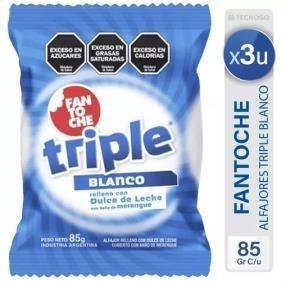 EL TECNOGO
EXCESO EN
AZÚCARES
EXCESO EN
GRASAS
SATURADAS
EXCESO EN
CALORÍAS
FAN
TO
CHE
triple
BLANCO
relleno con
Dulce de Leche
con baño de merengue
PESO NETO 85g
INDUSTRIA ARGENTINA
ALFAJOR RELLENO CON DULCE DE LECHE
CUBIERTO CON BAÑO DE MERENGUE
x3u
FANTOCHE
ALFAJORES TRIPLE BLANCO
85
Gr C/u